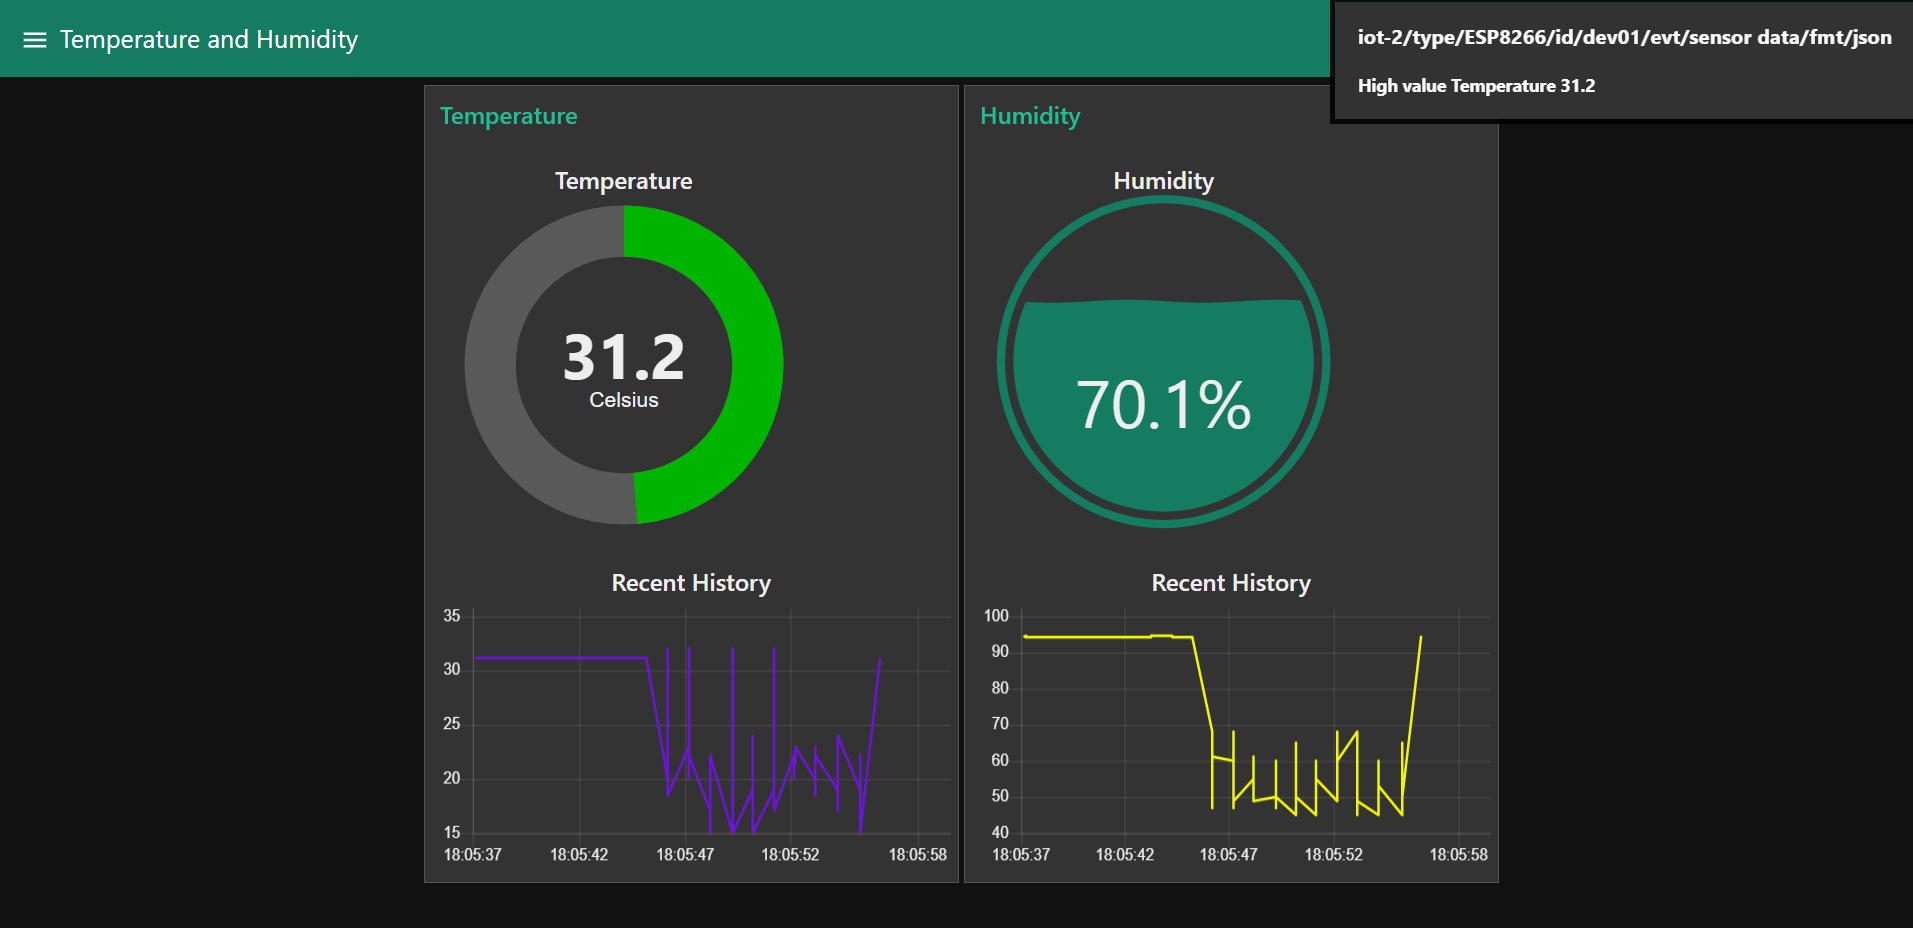 Temperature and Humidity
iot-2/type/ESP8266/id/dev01/evt/sensor data/fmt/json
High value Temperature 31.2
Temperature
Temperature
31.2
Celsius
Recent History
35
30
25
20
15
18:05:37 18:05:42 18:05:47 18:05:52 18:05:58
Humidity
Humidity
70.1%
Recent History
100
90
80
70
60
50
40
18:05:37 18:05:42 18:05:47 18:05:52 18:05:58